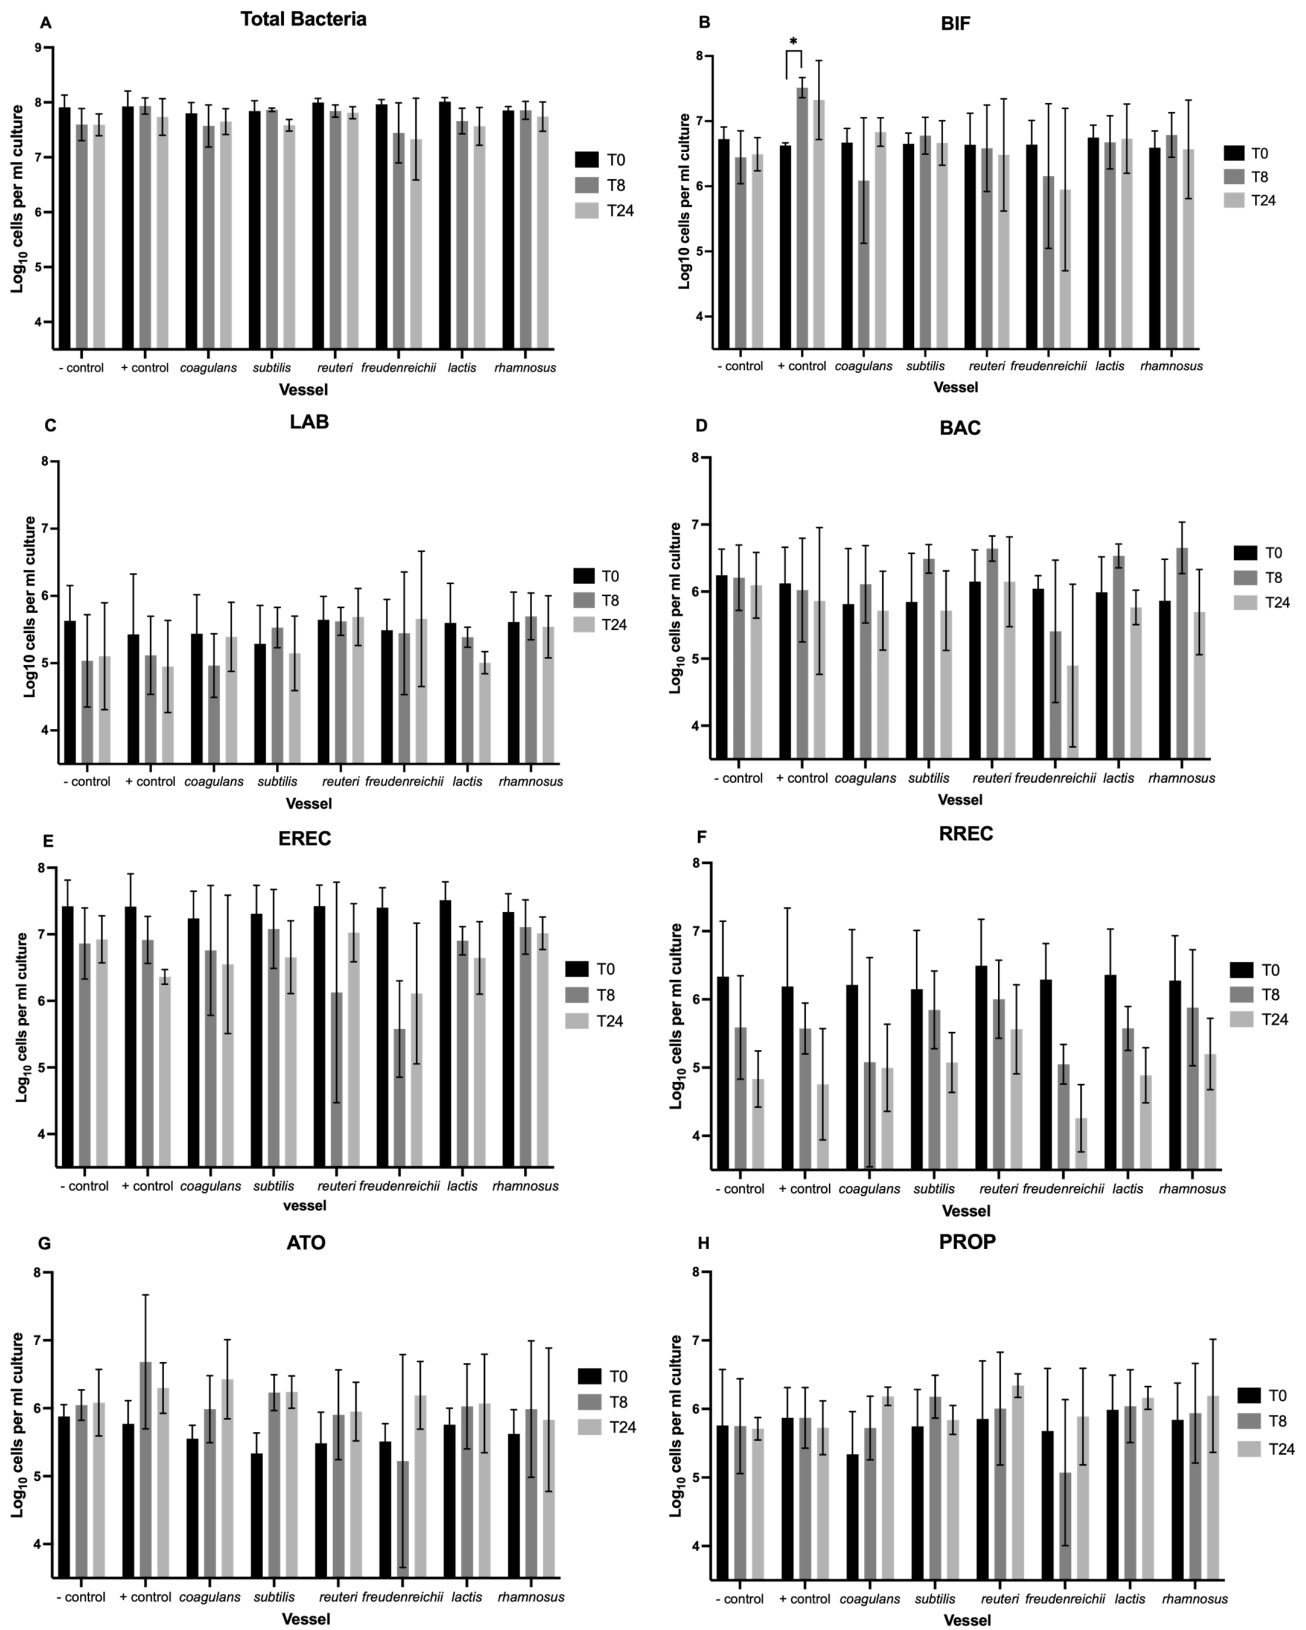 A
Total Bacteria
Log10 cells per ml culture
9
8
7
6
5
4
- control + control coagulans subtilis reuteri freudenreichii lactis rhamnosus
Vessel
T0
T8
T24
B
BIF
Log10 cells per ml culture
8
7
6
5
4
*
- control + control coagulans subtilis reuteri freudenreichii lactis rhamnosus
Vessel
T0
T8
T24
C
LAB
Log10 cells per ml culture
8
7
6
5
4
- control + control coagulans subtilis reuteri freudenreichii lactis rhamnosus
Vessel
T0
T8
T24
D
BAC
Log10 cells per ml culture
8
7
6
5
4
- control + control coagulans subtilis reuteri freudenreichii lactis rhamnosus
Vessel
T0
T8
T24
E
EREC
Log10 cells per ml culture
8
7
6
5
4
- control + control coagulans subtilis reuteri freudenreichii lactis rhamnosus
vessel
T0
T8
T24
F
RREC
Log10 cells per ml culture
8
7
6
5
4
- control + control coagulans subtilis reuteri freudenreichii lactis rhamnosus
Vessel
T0
T8
T24
G
ATO
Log10 cells per ml culture
8
7
6
5
4
- control + control coagulans subtilis reuteri freudenreichii lactis rhamnosus
Vessel
T0
T8
T24
H
PROP
Log10 cells per ml culture
8
7
6
5
4
- control + control coagulans subtilis reuteri freudenreichii lactis rhamnosus
Vessel
T0
T8
T24